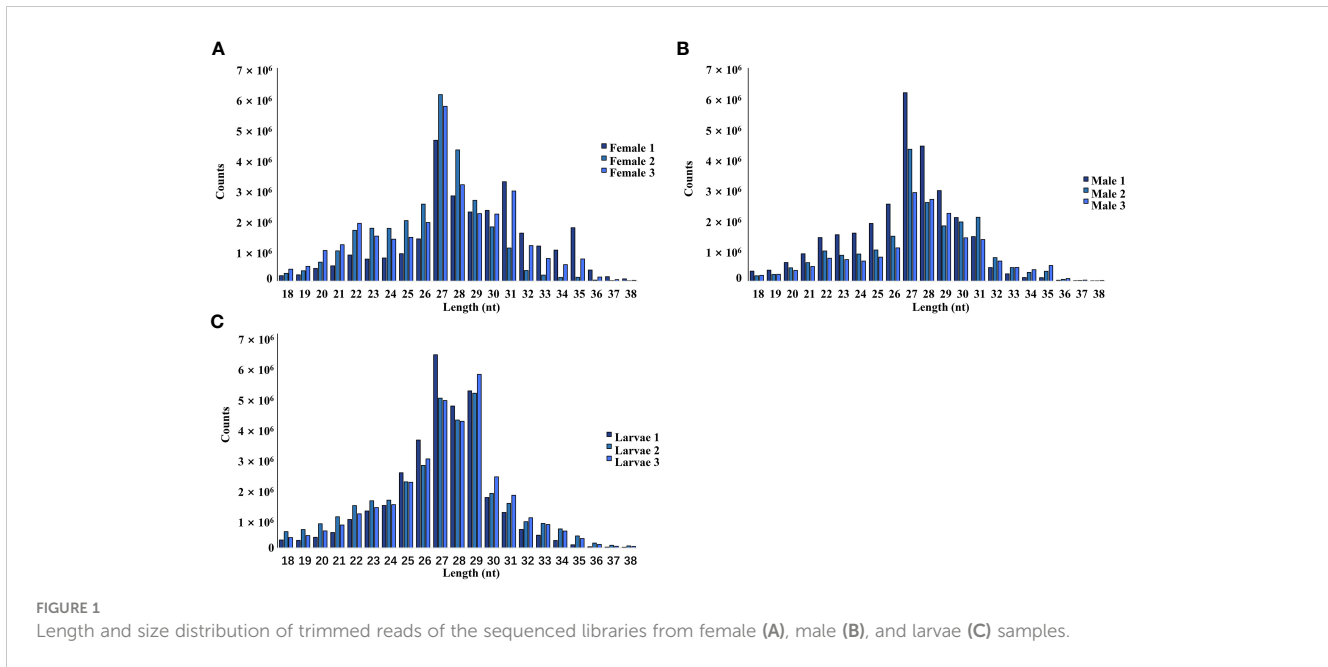 A
7 × 10⁶
6 × 10⁶
5 × 10⁶
4 × 10⁶
3 × 10⁶
2 × 10⁶
1 × 10⁶
0
Counts
18 19 20 21 22 23 24 25 26 27 28 29 30 31 32 33 34 35 36 37 38
Length (nt)
Female 1
Female 2
Female 3
B
7 × 10⁶
6 × 10⁶
5 × 10⁶
4 × 10⁶
3 × 10⁶
2 × 10⁶
1 × 10⁶
0
Counts
18 19 20 21 22 23 24 25 26 27 28 29 30 31 32 33 34 35 36 37 38
Length (nt)
Male 1
Male 2
Male 3
C
7 × 10⁶
6 × 10⁶
5 × 10⁶
4 × 10⁶
3 × 10⁶
2 × 10⁶
1 × 10⁶
0
Counts
18 19 20 21 22 23 24 25 26 27 28 29 30 31 32 33 34 35 36 37 38
Length (nt)
Larvae 1
Larvae 2
Larvae 3
FIGURE 1
Length and size distribution of trimmed reads of the sequenced libraries from female (A), male (B), and larvae (C) samples.